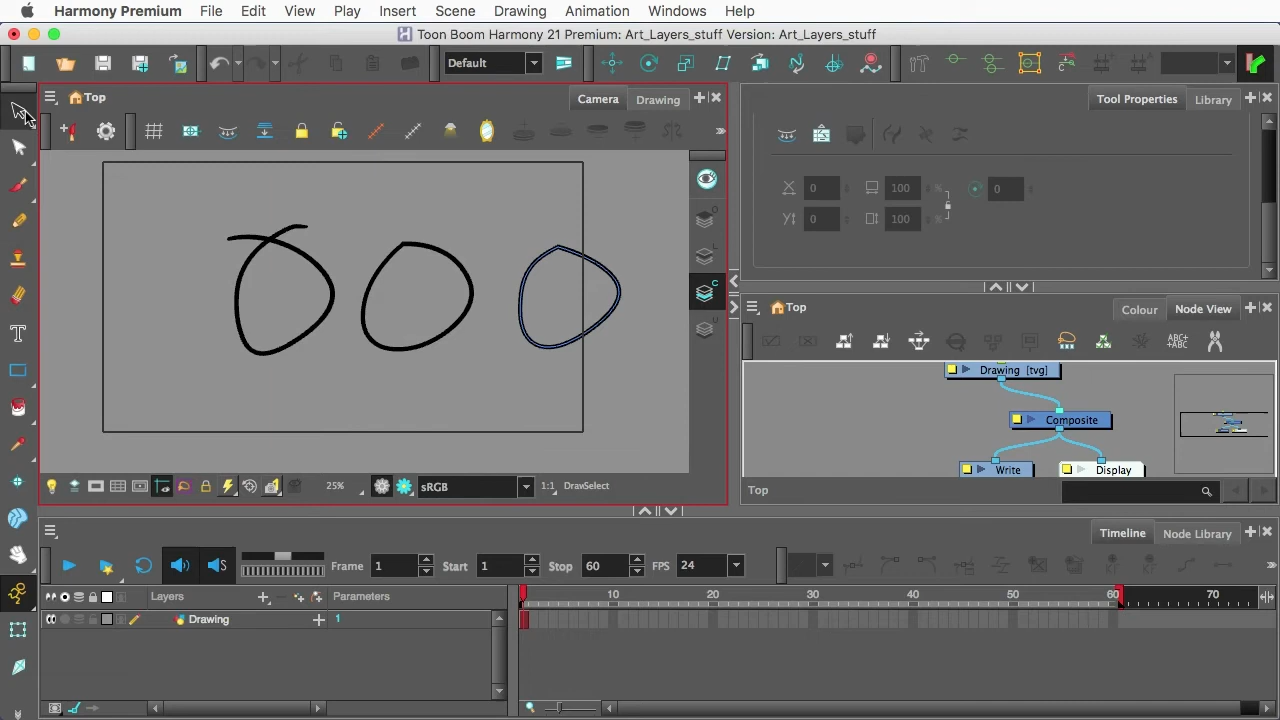 Harmony Premium File Edit View Play Insert Scene Drawing Animation Windows Help
Toon Boom Harmony 21 Premium: Art_Layers_stuff Version: Art_Layers_stuff
Default
Top Camera Drawing
Tool Properties Library
X 0 100 % 0
Y 0 100 %
Top Colour Node View
ABC+ ABC÷
Drawing [tvg]
Composite
Write Display
Top
O
L
C
U
T
25% sRGB 1:1 DrawSelect
Timeline Node Library
S Frame 1 Start 1 Stop 60 FPS 24
Layers Parameters 10 20 30 40 50 60 70
Drawing 1